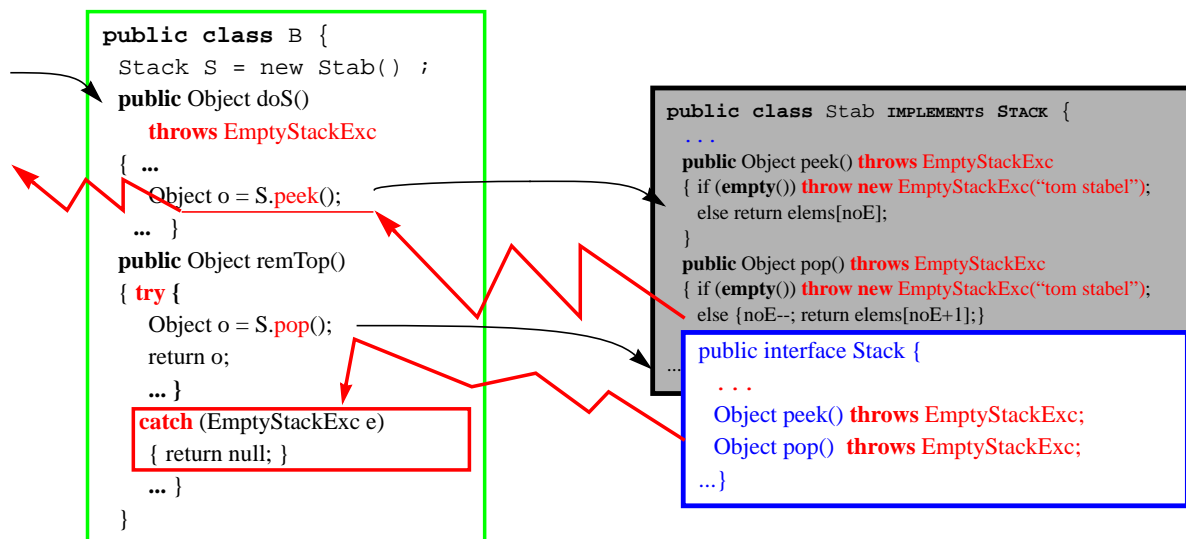 public class B {
Stack S = new Stab() ;
public Object doS()
throws EmptyStackExc
{ ...
Object o = S.peek();
... }
public Object remTop()
{ try {
Object o = S.pop();
return o;
... }
catch (EmptyStackExc e)
{ return null; }
... }
}
public class Stab IMPLEMENTS STACK {
. . .
public Object peek() throws EmptyStackExc
{ if (empty()) throw new EmptyStackExc(“tom stabel”);
else return elems[noE];
}
public Object pop() throws EmptyStackExc
{ if (empty()) throw new EmptyStackExc(“tom stabel”);
else {noE--; return elems[noE+1];}
...
public interface Stack {
. . .
Object peek() throws EmptyStackExc;
Object pop() throws EmptyStackExc;
...}